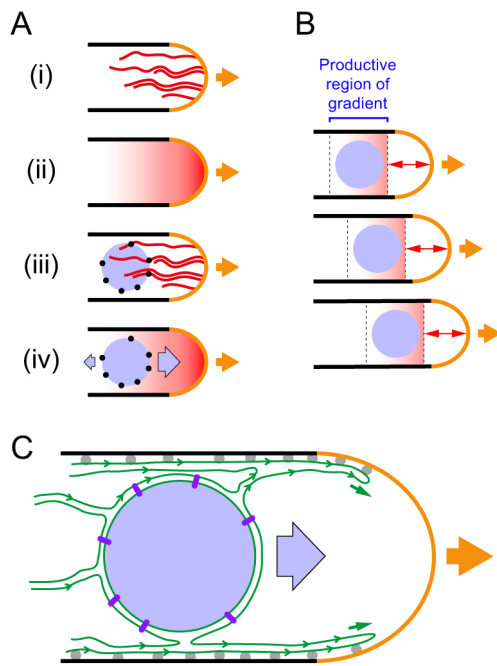 A
B
(i)
(ii)
(iii)
(iv)
Productive
region of
gradient
C